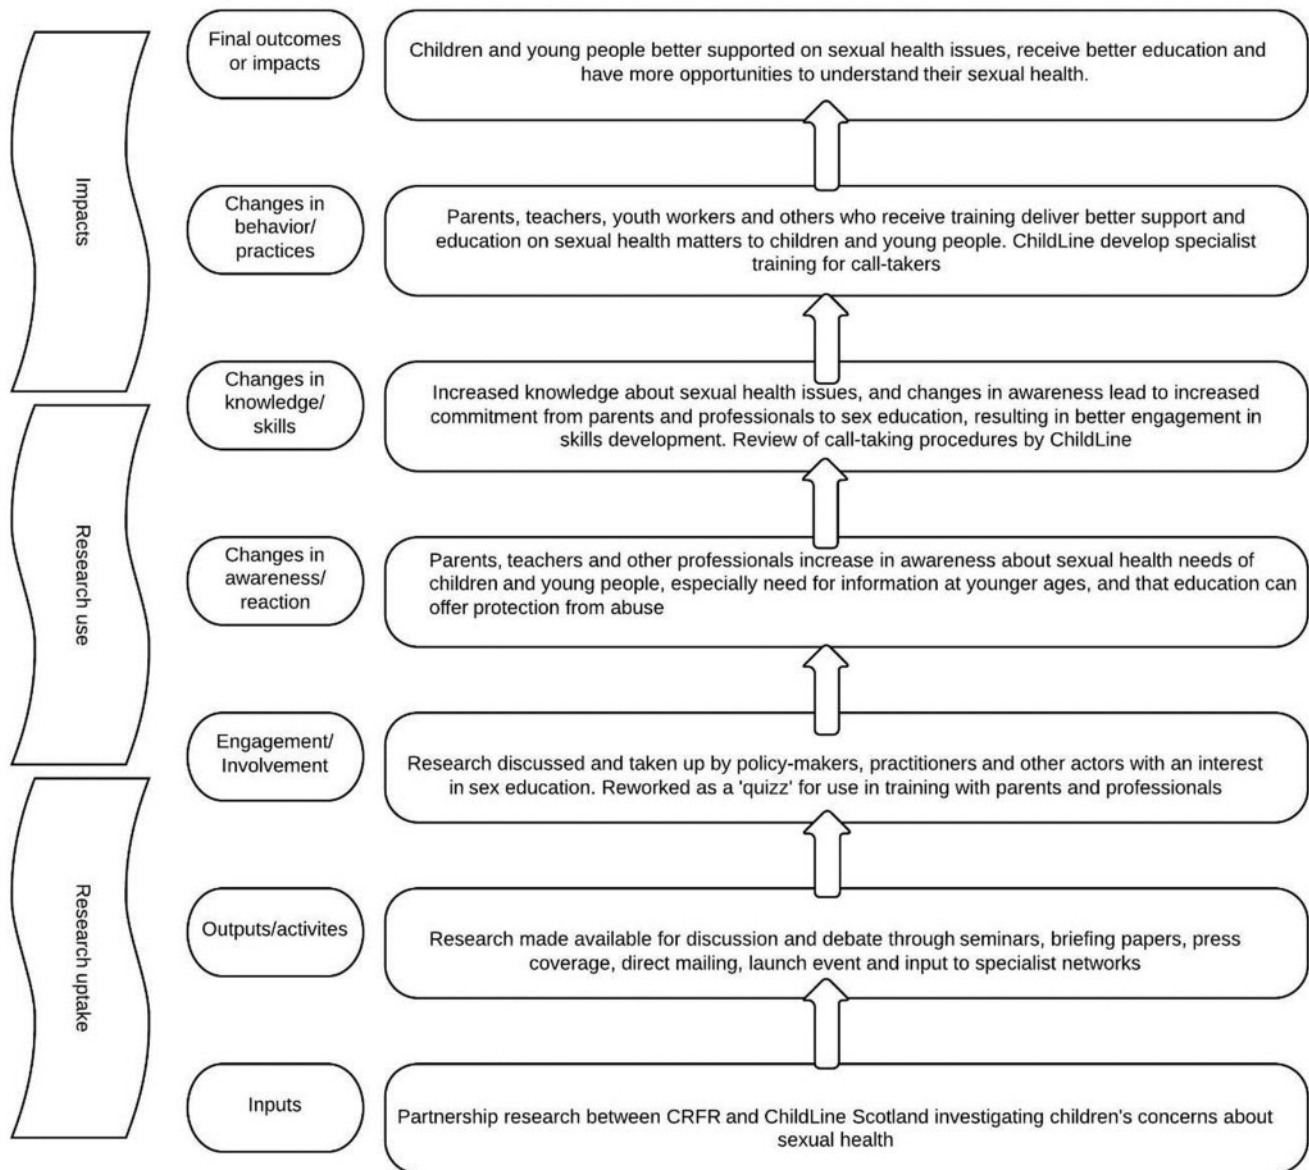 Final outcomes
or impacts
Children and young people better supported on sexual health issues, receive better education and
have more opportunities to understand their sexual health.
Impacts
Changes in
behavior/
practices
Parents, teachers, youth workers and others who receive training deliver better support and
education on sexual health matters to children and young people. ChildLine develop specialist
training for call-takers
Changes in
knowledge/
skills
Increased knowledge about sexual health issues, and changes in awareness lead to increased
commitment from parents and professionals to sex education, resulting in better engagement in
skills development. Review of call-taking procedures by ChildLine
Research use
Changes in
awareness/
reaction
Parents, teachers and other professionals increase in awareness about sexual health needs of
children and young people, especially need for information at younger ages, and that education can
offer protection from abuse
Engagement/
Involvement
Research discussed and taken up by policy-makers, practitioners and other actors with an interest
in sex education. Reworked as a 'quizz' for use in training with parents and professionals
Research uptake
Outputs/activites
Research made available for discussion and debate through seminars, briefing papers, press
coverage, direct mailing, launch event and input to specialist networks
Inputs
Partnership research between CRFR and ChildLine Scotland investigating children's concerns about
sexual health